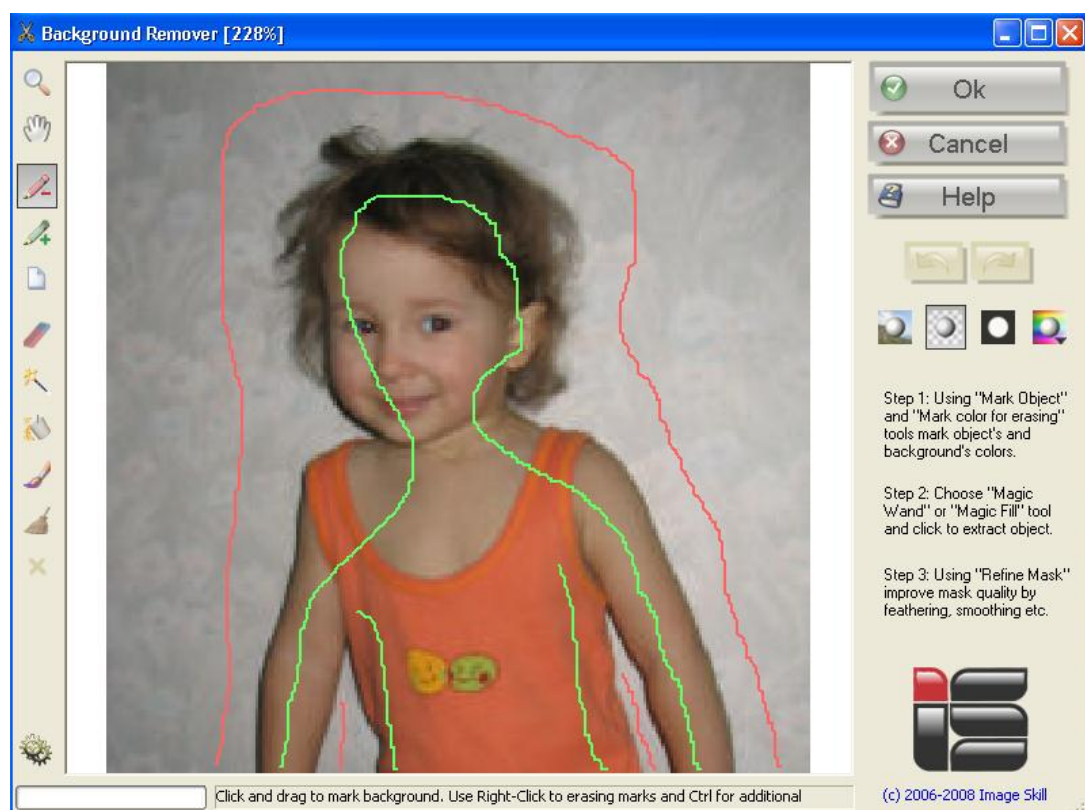 Background Remover [228%]
Ok
Cancel
Help
Step 1: Using "Mark Object"
and "Mark color for erasing"
tools mark object's and
background's colors.
Step 2: Choose "Magic
Wand" or "Magic Fill" tool
and click to extract object.
Step 3: Using "Refine Mask"
improve mask quality by
feathering, smoothing etc.
Click and drag to mark background. Use Right-Click to erasing marks and Ctrl for additional
(c) 2006-2008 Image Skill